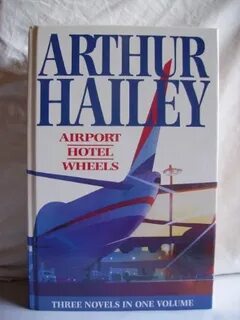 ARTHUR
HAILEY
AIRPORT
HOTEL
WHEELS
THREE NOVELS IN ONE VOLUME